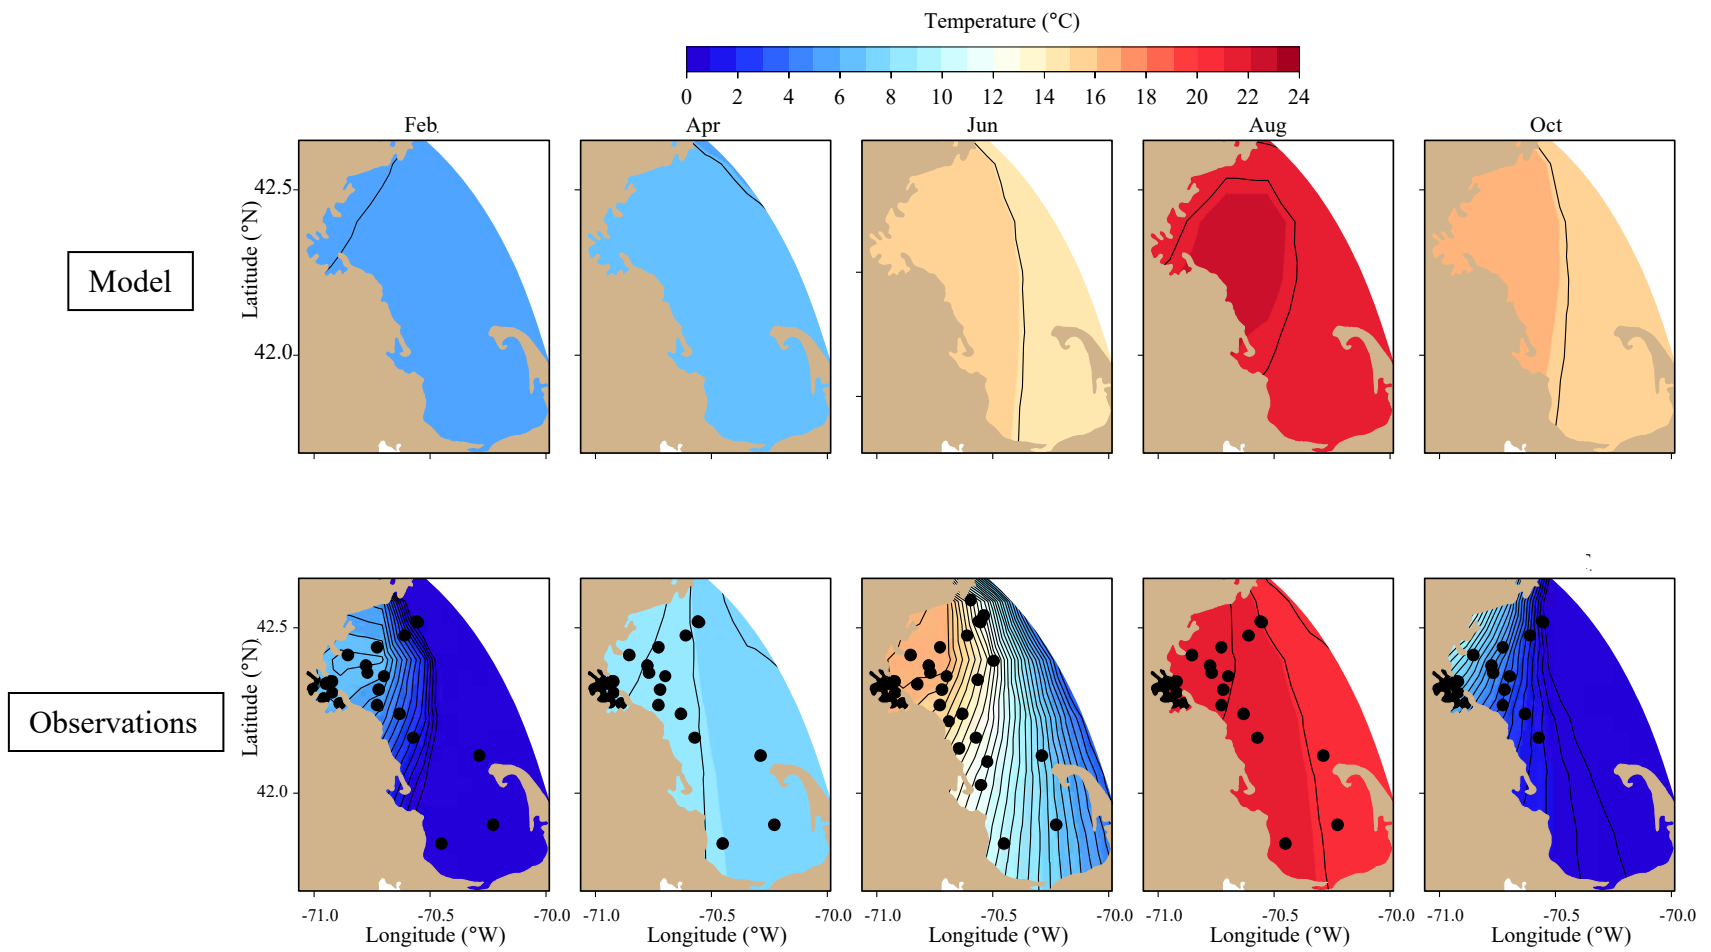 Temperature (°C)
0 2 4 6 8 10 12 14 16 18 20 22 24
Feb. Apr Jun Aug Oct
Model
Latitude (°N)
42.5
42.0
Observations
Latitude (°N)
42.5
42.0
-71.0 -70.5 -70.0 -71.0 -70.5 -70.0 -71.0 -70.5 -70.0 -71.0 -70.5 -70.0 -71.0 -70.5 -70.0
Longitude (°W) Longitude (°W) Longitude (°W) Longitude (°W) Longitude (°W)